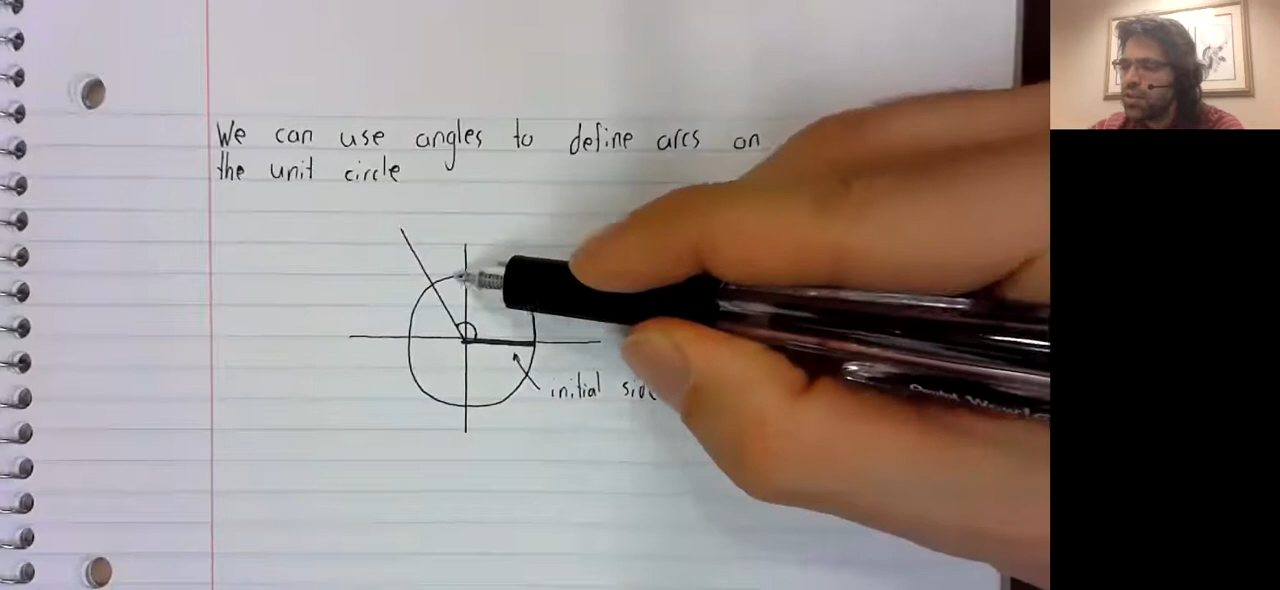 We can use angles to define arcs on
the unit circle
initial